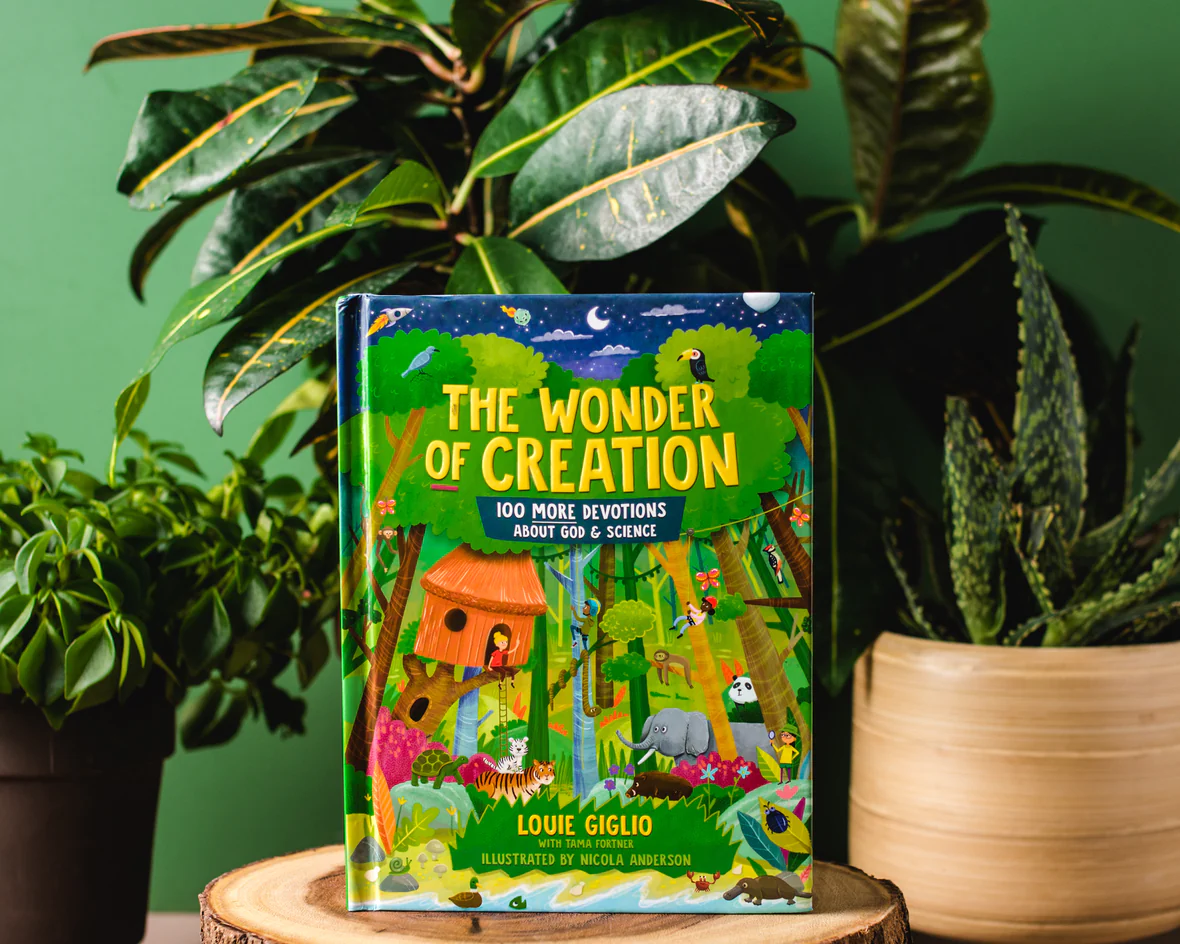 THE WONDER
OF CREATION
100 MORE DEVOTIONS
ABOUT GOD & SCIENCE
LOUIE GIGLIO
WITH TAMA FORTNER
ILLUSTRATED BY NICOLA ANDERSON